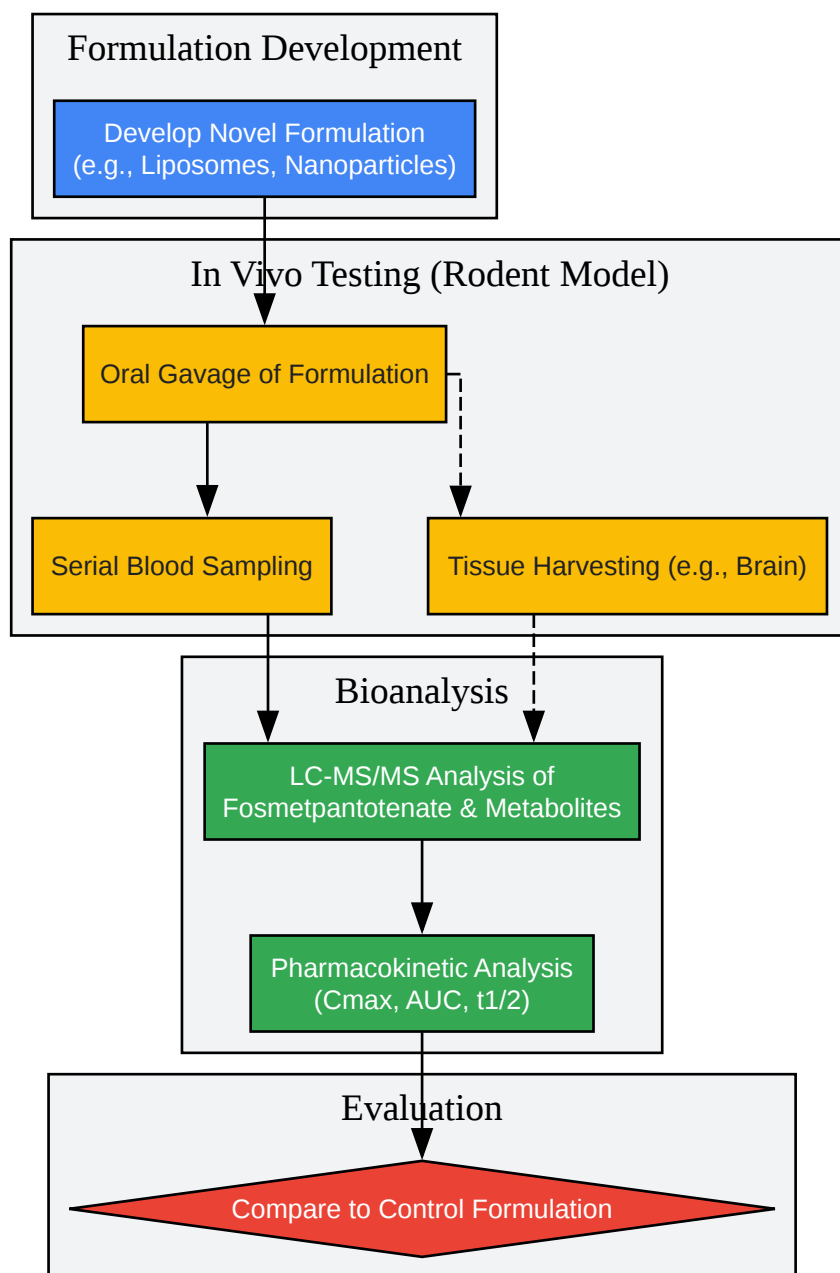 Formulation Development
Develop Novel Formulation
(e.g., Liposomes, Nanoparticles)
In Vivo Testing (Rodent Model)
Oral Gavage of Formulation
Serial Blood Sampling
Tissue Harvesting (e.g., Brain)
Bioanalysis
LC-MS/MS Analysis of
Fosmetpantotenate & Metabolites
Pharmacokinetic Analysis
(Cmax, AUC, t1/2)
Evaluation
Compare to Control Formulation